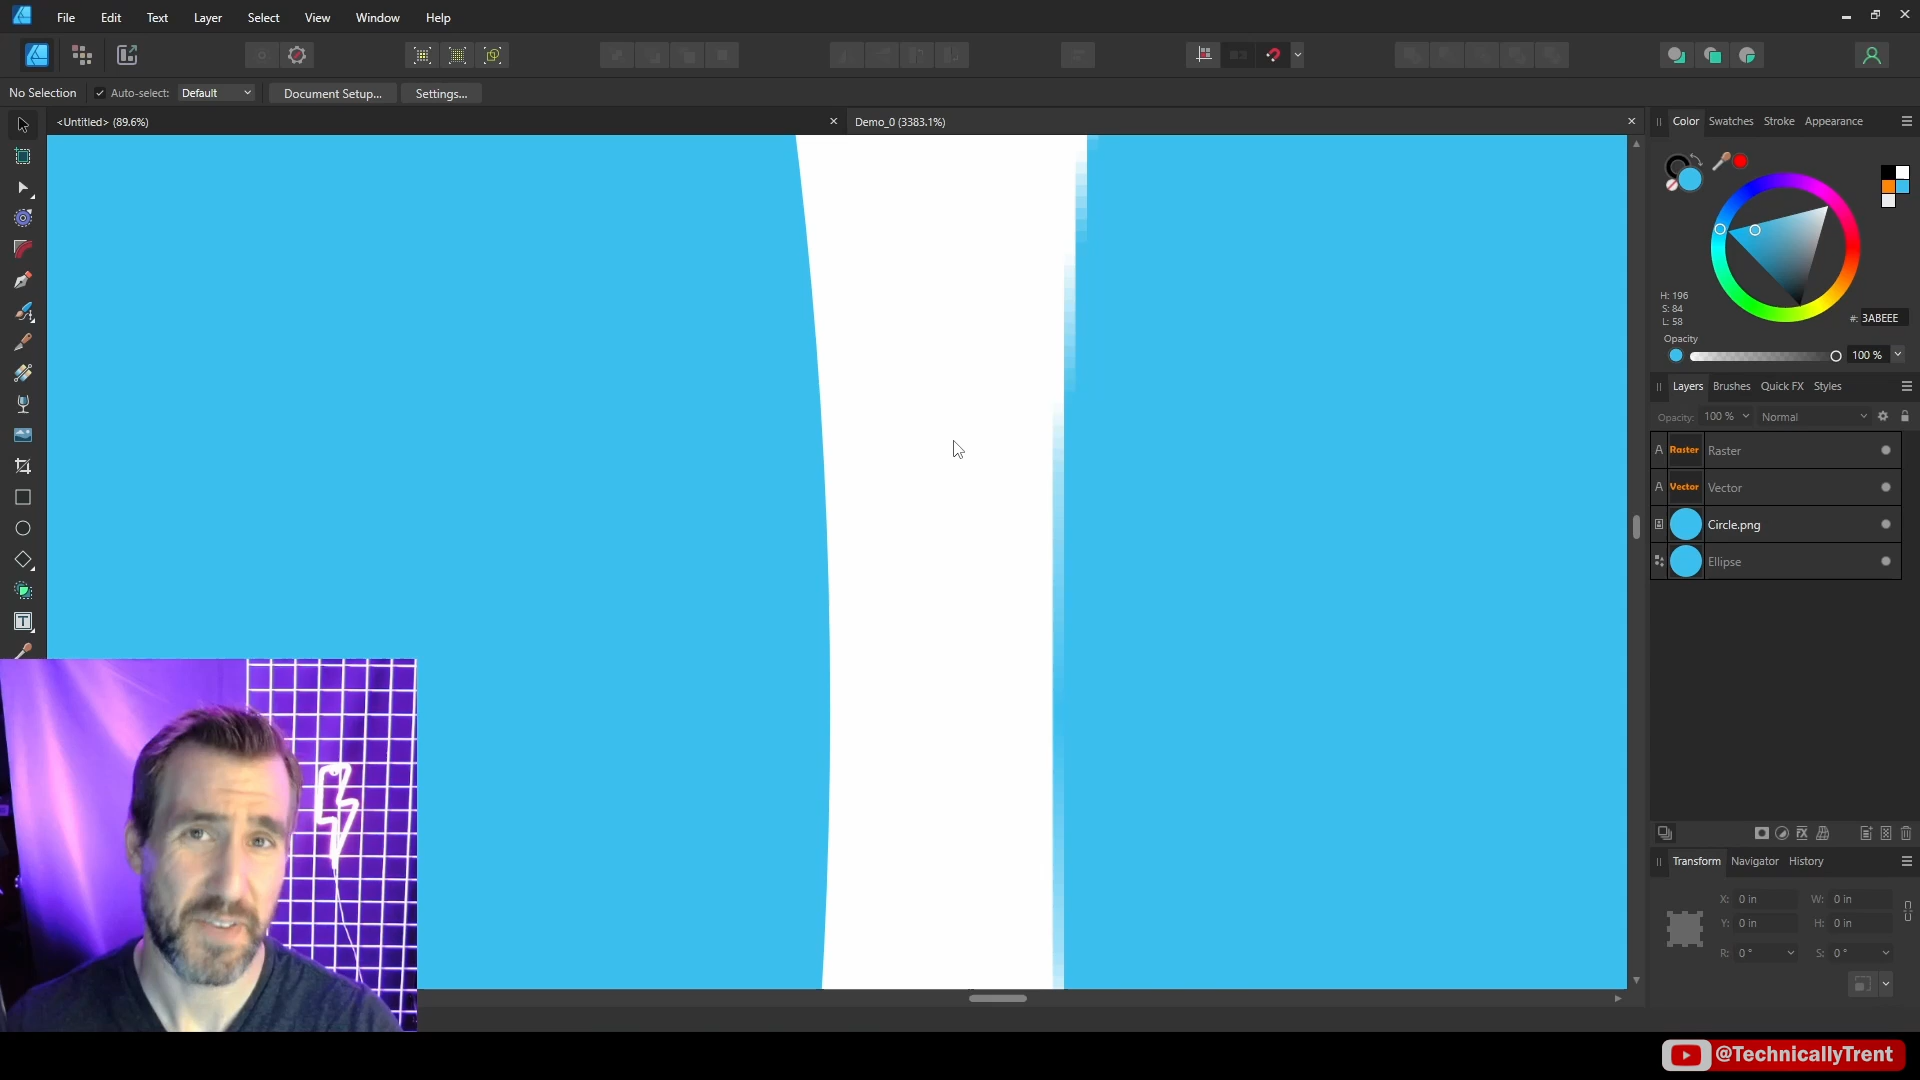 File Edit Text Layer Select View Window Help
No Selection Auto-select: Default Document Setup... Settings...
<Untitled> (89.6%)
Demo_0 (3383.1%)
Color Swatches Stroke Appearance
H: 196
S: 84
L: 58
#: 3ABEEE
Opacity
100 %
Layers Brushes Quick FX Styles
Opacity: 100 % Normal
A Raster Raster
A Vector Vector
Circle.png
Ellipse
Transform Navigator History
X: 0 in W: 0 in
Y: 0 in H: 0 in
R: 0 ° S: 0 °
@TechnicallyTrent